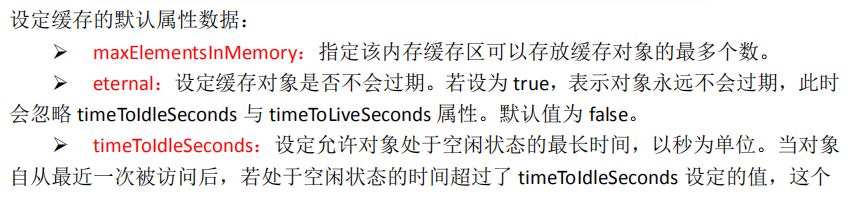 设定缓存的默认属性数据：
➢ maxElementsInMemory：指定该内存缓存区可以存放缓存对象的最多个数。
➢ eternal：设定缓存对象是否不会过期。若设为 true，表示对象永远不会过期，此时
会忽略 timeToIdleSeconds 与 timeToLiveSeconds 属性。默认值为 false。
➢ timeToIdleSeconds：设定允许对象处于空闲状态的最长时间，以秒为单位。当对象
自从最近一次被访问后，若处于空闲状态的时间超过了 timeToIdleSeconds 设定的值，这个